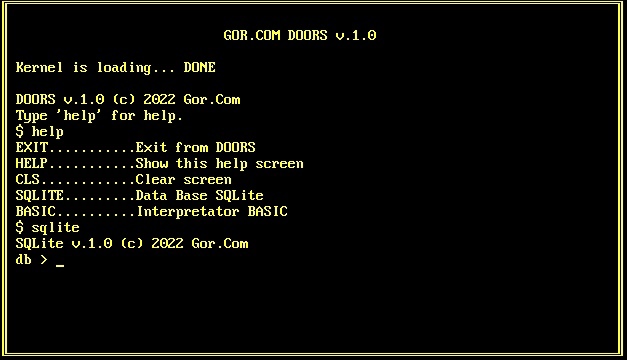 GOR.COM DOORS v.1.0
Kernel is loading... DONE
DOORS v.1.0 (c) 2022 Gor.Com
Type 'help' for help.
$ help
EXIT...........Exit from DOORS
HELP...........Show this help screen
CLS............Clear screen
SQLITE.........Data Base SQLite
BASIC..........Interpretator BASIC
$ sqlite
SQLite v.1.0 (c) 2022 Gor.Com
db > _